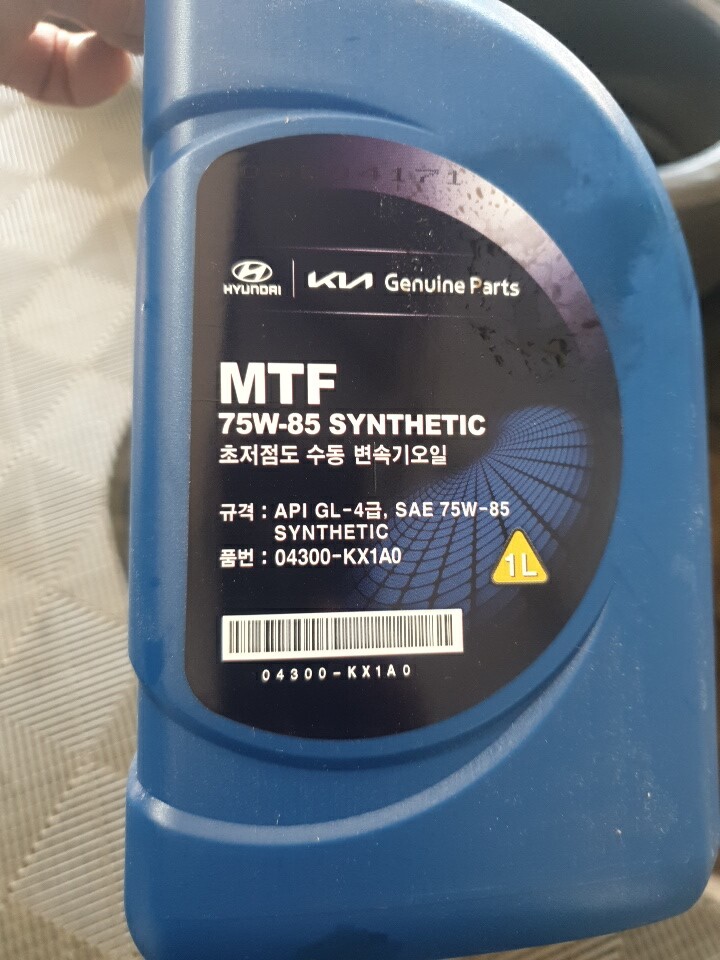 HYUNDAI KIA Genuine Parts
MTF
75W-85 SYNTHETIC
초저점도 수동 변속기오일
규격 : API GL-4급, SAE 75W-85
SYNTHETIC
품번 : 04300-KX1A0
1L
04300-KX1A0